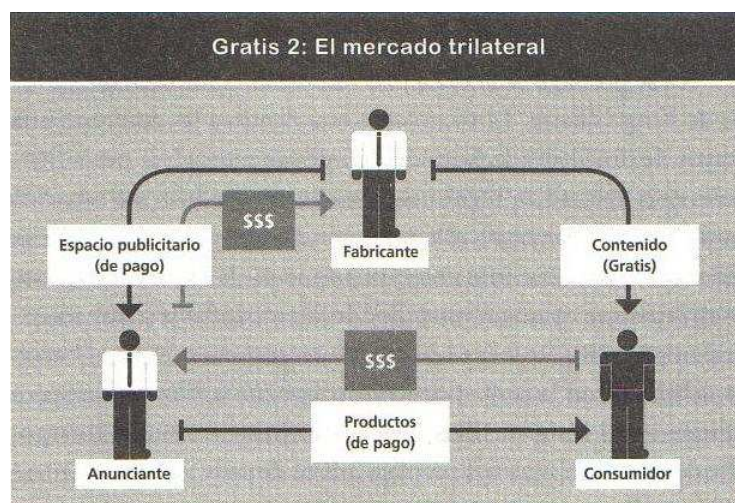 Gratis 2: El mercado trilateral
$$$
Espacio publicitario
(de pago)
Fabricante
Contenido
(Gratis)
$$$
Productos
(de pago)
Anunciante
Consumidor